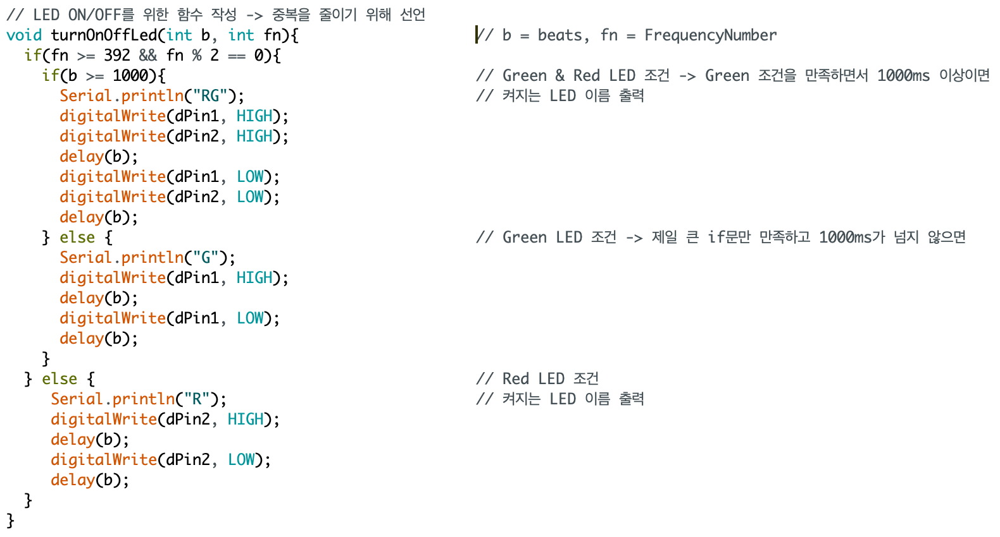 // LED ON/OFF를 위한 함수 작성 -> 중복을 줄이기 위해 선언
void turnOnOffLed(int b, int fn){ // b = beats, fn = FrequencyNumber
if(fn >= 392 && fn % 2 == 0){
if(b >= 1000){ // Green & Red LED 조건 -> Green 조건을 만족하면서 1000ms 이상이면
Serial.println("RG"); // 켜지는 LED 이름 출력
digitalWrite(dPin1, HIGH);
digitalWrite(dPin2, HIGH);
delay(b);
digitalWrite(dPin1, LOW);
digitalWrite(dPin2, LOW);
delay(b);
} else { // Green LED 조건 -> 제일 큰 if문만 만족하고 1000ms가 넘지 않으면
Serial.println("G");
digitalWrite(dPin1, HIGH);
delay(b);
digitalWrite(dPin1, LOW);
delay(b);
}
} else { // Red LED 조건
Serial.println("R"); // 켜지는 LED 이름 출력
digitalWrite(dPin2, HIGH);
delay(b);
digitalWrite(dPin2, LOW);
delay(b);
}
}